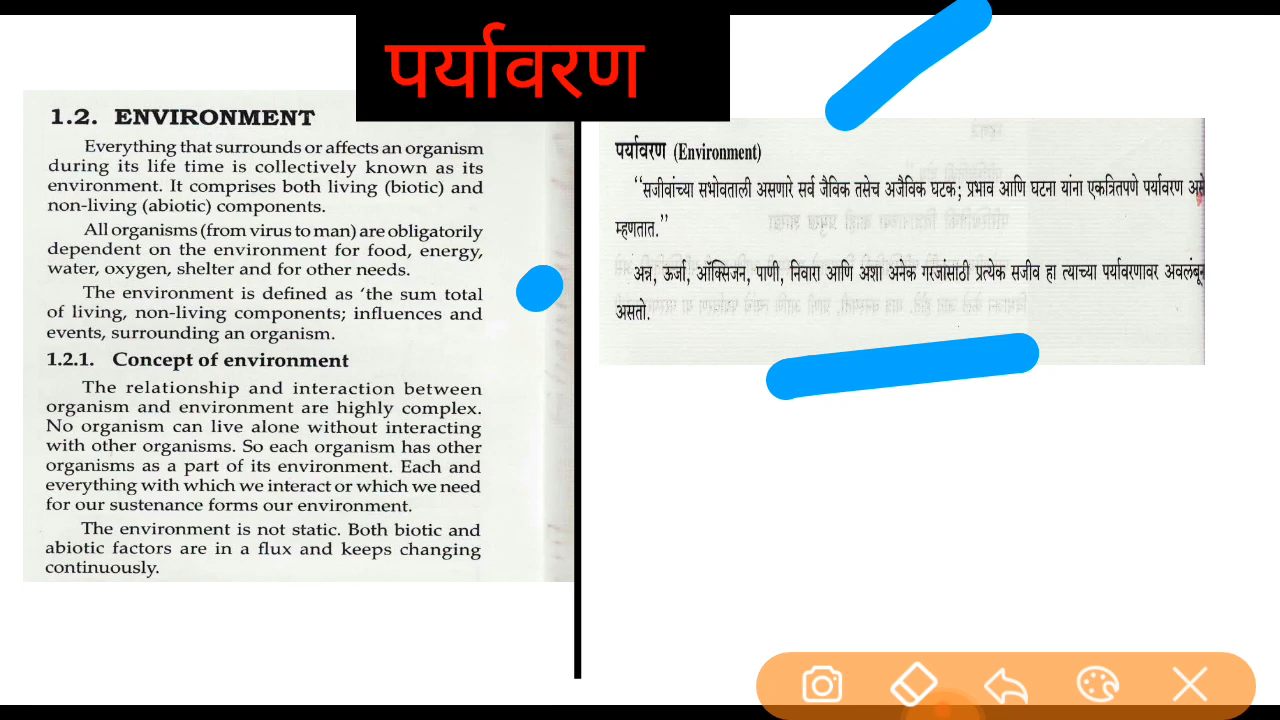 पर्यावरण
1.2. ENVIRONMENT
Everything that surrounds or affects an organism
during its life time is collectively known as its
environment. It comprises both living (biotic) and
non-living (abiotic) components.
All organisms (from virus to man) are obligatorily
dependent on the environment for food, energy,
water, oxygen, shelter and for other needs.
The environment is defined as ‘the sum total
of living, non-living components; influences and
events, surrounding an organism.
1.2.1. Concept of environment
The relationship and interaction between
organism and environment are highly complex.
No organism can live alone without interacting
with other organisms. So each organism has other
organisms as a part of its environment. Each and
everything with which we interact or which we need
for our sustenance forms our environment.
The environment is not static. Both biotic and
abiotic factors are in a flux and keeps changing
continuously.
पर्यावरण (Environment)
“सजीवांच्या सभोवताली असणारे सर्व जैविक तसेच अजैविक घटक; प्रभाव आणि घटना यांना एकत्रितपणे पर्यावरण असे
म्हणतात.”
अन्न, ऊर्जा, ऑक्सिजन, पाणी, निवारा आणि अशा अनेक गरजांसाठी प्रत्येक सजीव हा त्याच्या पर्यावरणावर अवलंबून
असतो.